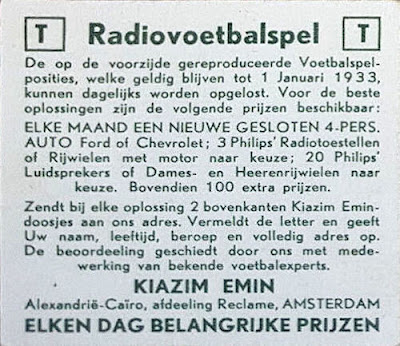 T Radiovoetbalspel T
De op de voorzijde gereproduceerde Voetbalspel-
posities, welke geldig blijven tot 1 Januari 1933,
kunnen dagelijks worden opgelost. Voor de beste
oplossingen zijn de volgende prijzen beschikbaar:
ELKE MAAND EEN NIEUWE GESLOTEN 4-PERS.
AUTO Ford of Chevrolet; 3 Philips' Radiotoestellen
of Rijwielen met motor naar keuze; 20 Philips'
Luidsprekers of Dames- en Heerenrijwielen naar
keuze. Bovendien 100 extra prijzen.
Zendt bij elke oplossing 2 bovenkanten Kiazim Emin-
doosjes aan ons adres. Vermeldt de letter en geeft
Uw naam, leeftijd, beroep en volledig adres op.
De beoordeeling geschiedt door ons met mede-
werking van bekende voetbalexperts.
KIAZIM EMIN
Alexandrië-Caïro, afdeeling Reclame, AMSTERDAM
ELKEN DAG BELANGRIJKE PRIJZEN